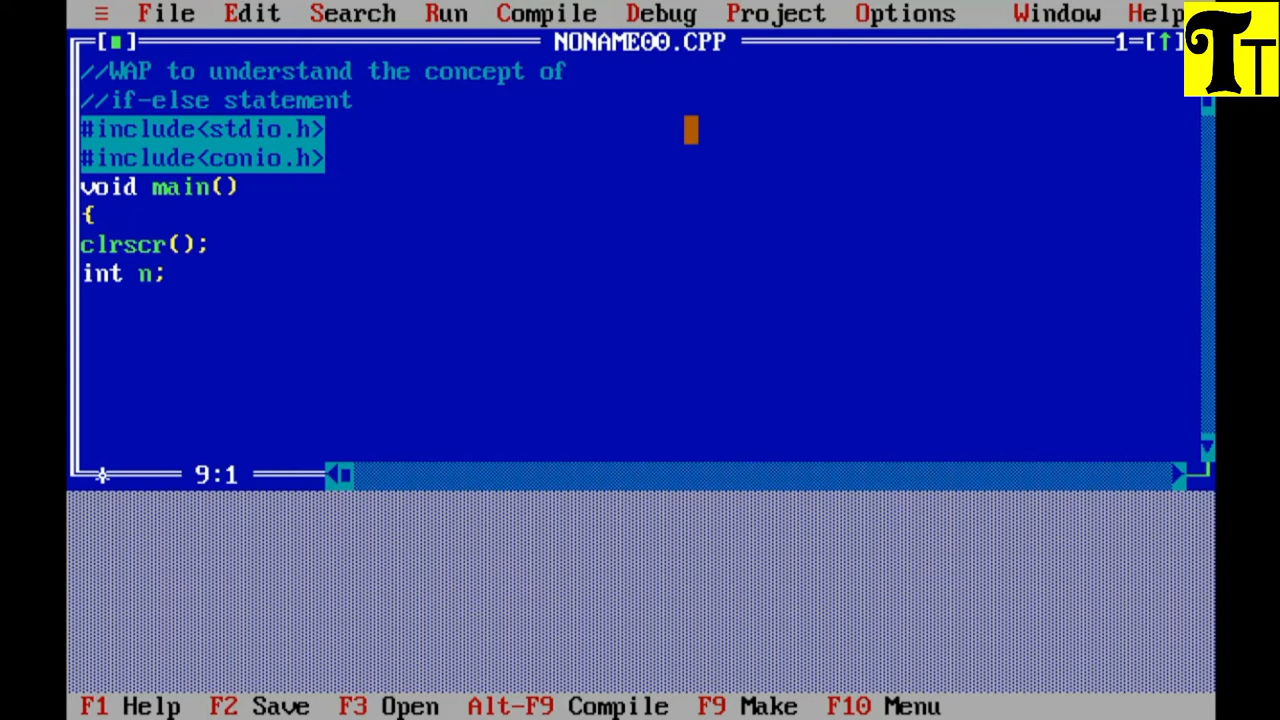 ≡ File Edit Search Run Compile Debug Project Options Window Help
[■] NONAME00.CPP 1=[↑]
//WAP to understand the concept of
//if-else statement
#include<stdio.h>
#include<conio.h>
void main()
{
clrscr();
int n;
9:1
F1 Help F2 Save F3 Open Alt-F9 Compile F9 Make F10 Menu
TT